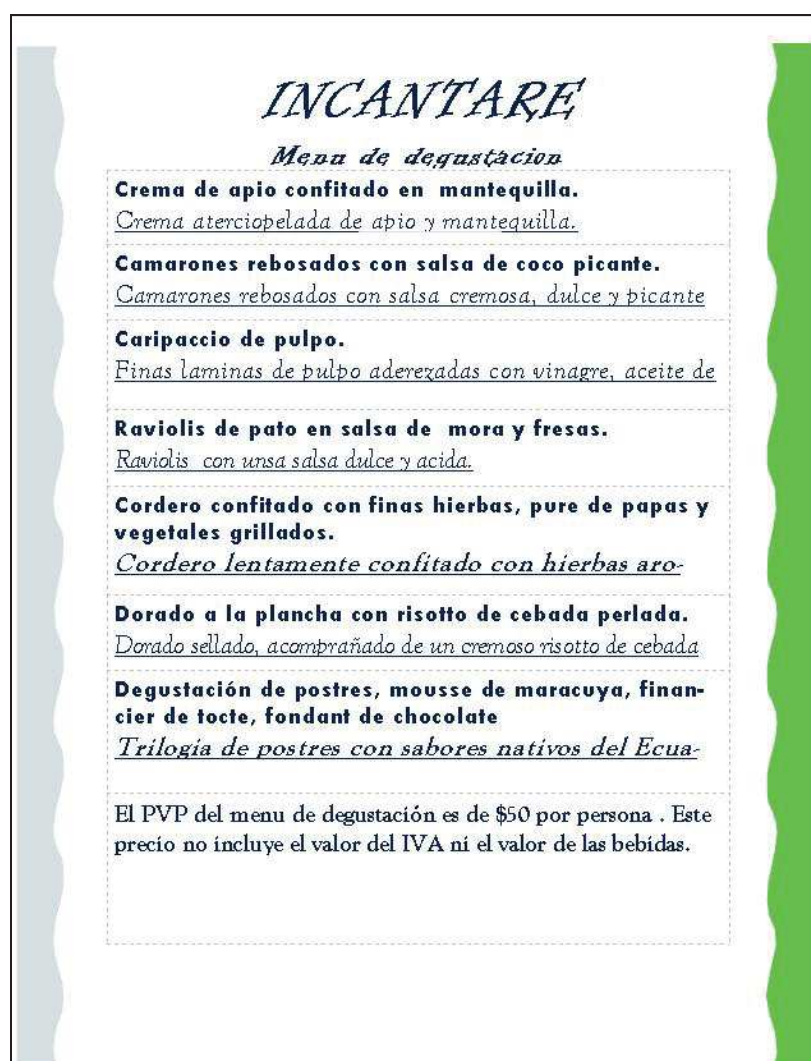 INCANTARE
Menu de degustacion
Crema de apio confitado en mantequilla.
Crema aterciopelada de apio y mantequilla.
Camarones rebosados con salsa de coco picante.
Camarones rebosados con salsa cremosa, dulce y picante
Caripaccio de pulpo.
Finas laminas de pulpo aderezadas con vinagre, aceite de
Raviolis de pato en salsa de mora y fresas.
Raviolis con unsa salsa dulce y acida.
Cordero confitado con finas hierbas, pure de papas y
vegetales grillados.
Cordero lentamente confitado con hierbas aro-
Dorado a la plancha con risotto de cebada perlada.
Dorado sellado, acomprañado de un cremoso risotto de cebada
Degustación de postres, mousse de maracuya, finan-
cier de tocte, fondant de chocolate
Trilogía de postres con sabores nativos del Ecua-
El PVP del menu de degustación es de $50 por persona . Este
precio no incluye el valor del IVA ni el valor de las bebidas.